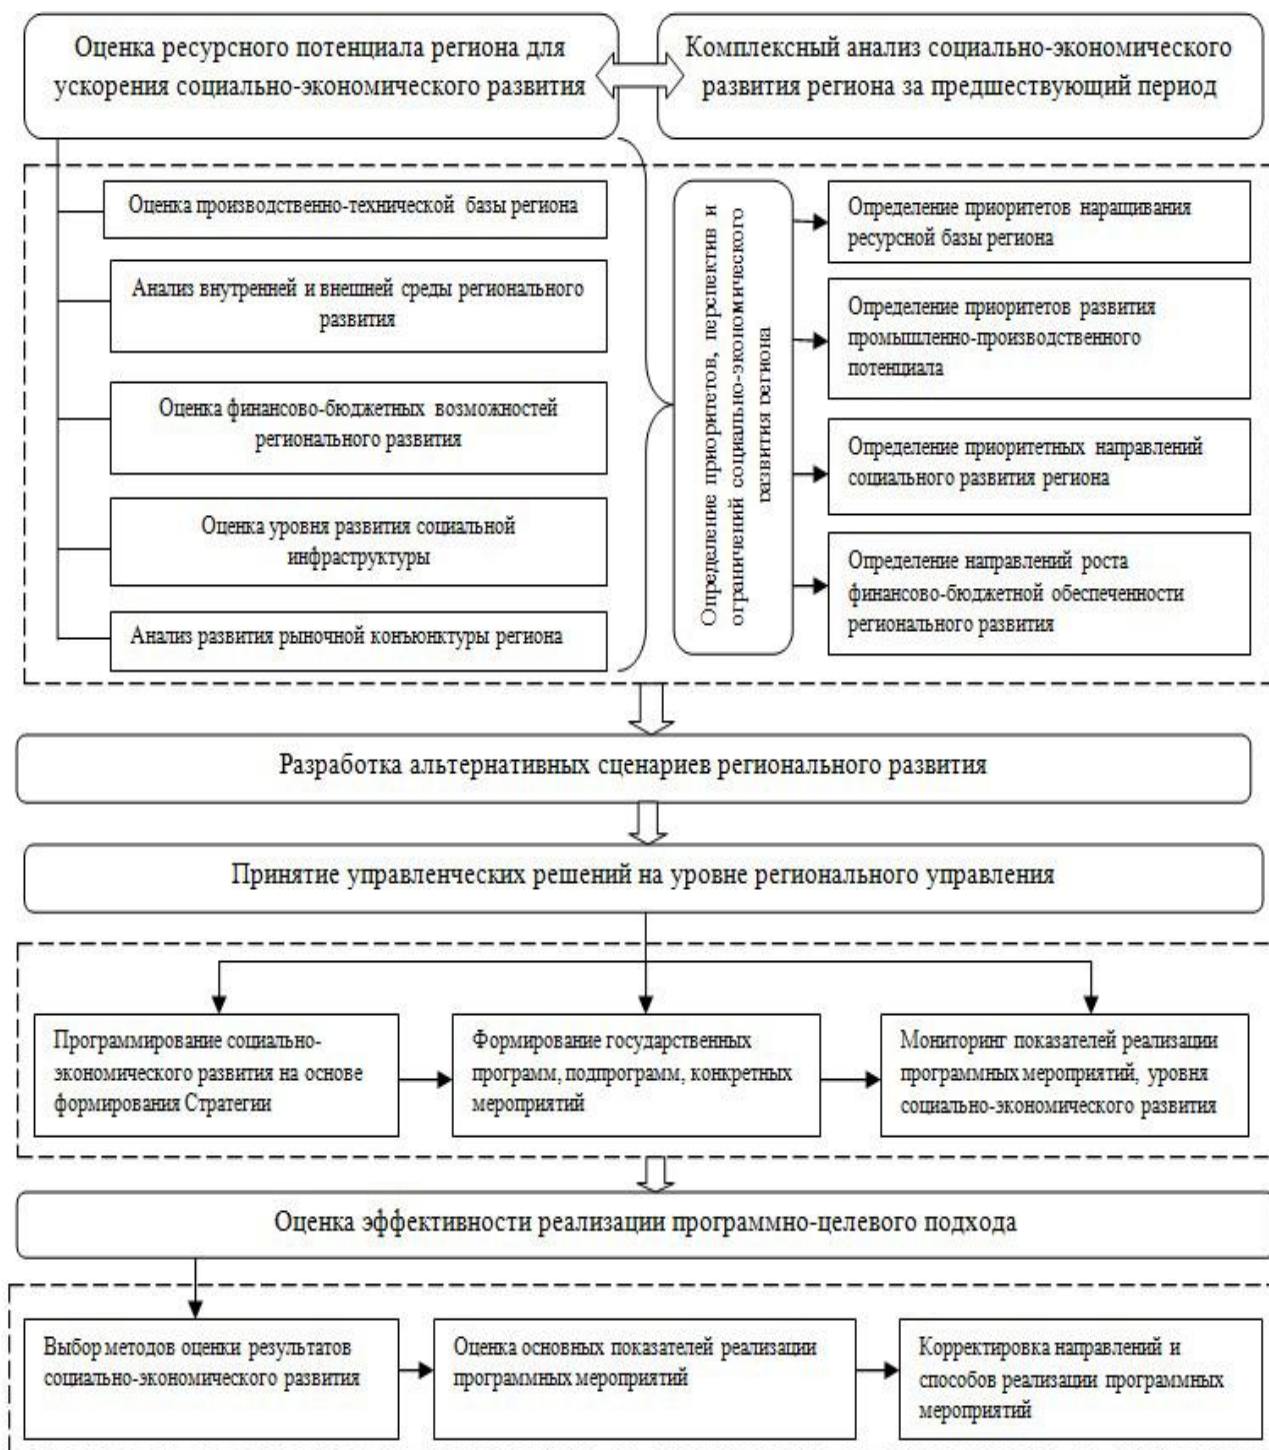 Оценка ресурсного потенциала региона для
ускорения социально-экономического развития
Комплексный анализ социально-экономического
развития региона за предшествующий период
Оценка производственно-технической базы региона
Анализ внутренней и внешней среды регионального
развития
Оценка финансово-бюджетных возможностей
регионального развития
Оценка уровня развития социальной
инфраструктуры
Анализ развития рыночной конъюнктуры региона
Определение приоритетов, перспектив и
ограничений социально-экономического
развития региона
Определение приоритетов наращивания
ресурсной базы региона
Определение приоритетов развития
промышленно-производственного
потенциала
Определение приоритетных направлений
социального развития региона
Определение направлений роста
финансово-бюджетной обеспеченности
регионального развития
Разработка альтернативных сценариев регионального развития
Принятие управленческих решений на уровне регионального управления
Программирование социально-
экономического развития на основе
формирования Стратегии
Формирование государственных
программ, подпрограмм, конкретных
мероприятий
Мониторинг показателей реализации
программных мероприятий, уровня
социально-экономического развития
Оценка эффективности реализации программно-целевого подхода
Выбор методов оценки результатов
социально-экономического развития
Оценка основных показателей реализации
программных мероприятий
Корректировка направлений и
способов реализации программных
мероприятий